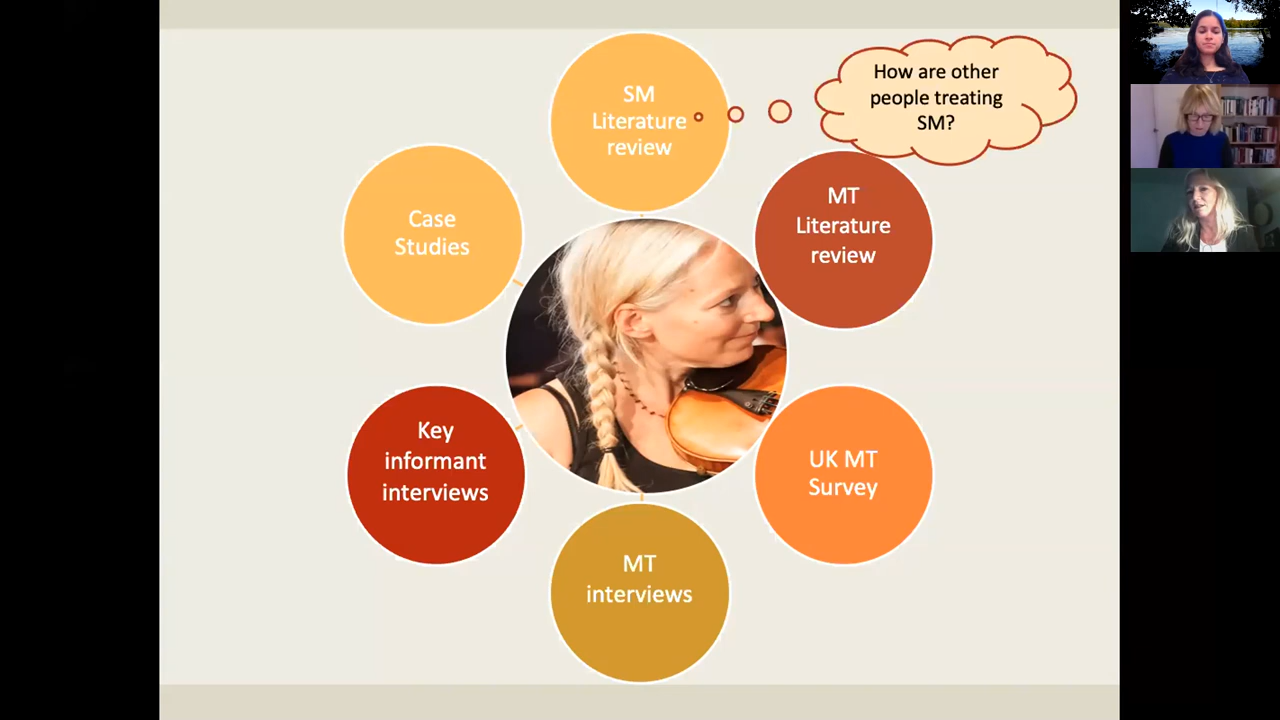 SM
Literature
review
How are other
people treating
SM?
MT
Literature
review
UK MT
Survey
MT
interviews
Key
informant
interviews
Case
Studies